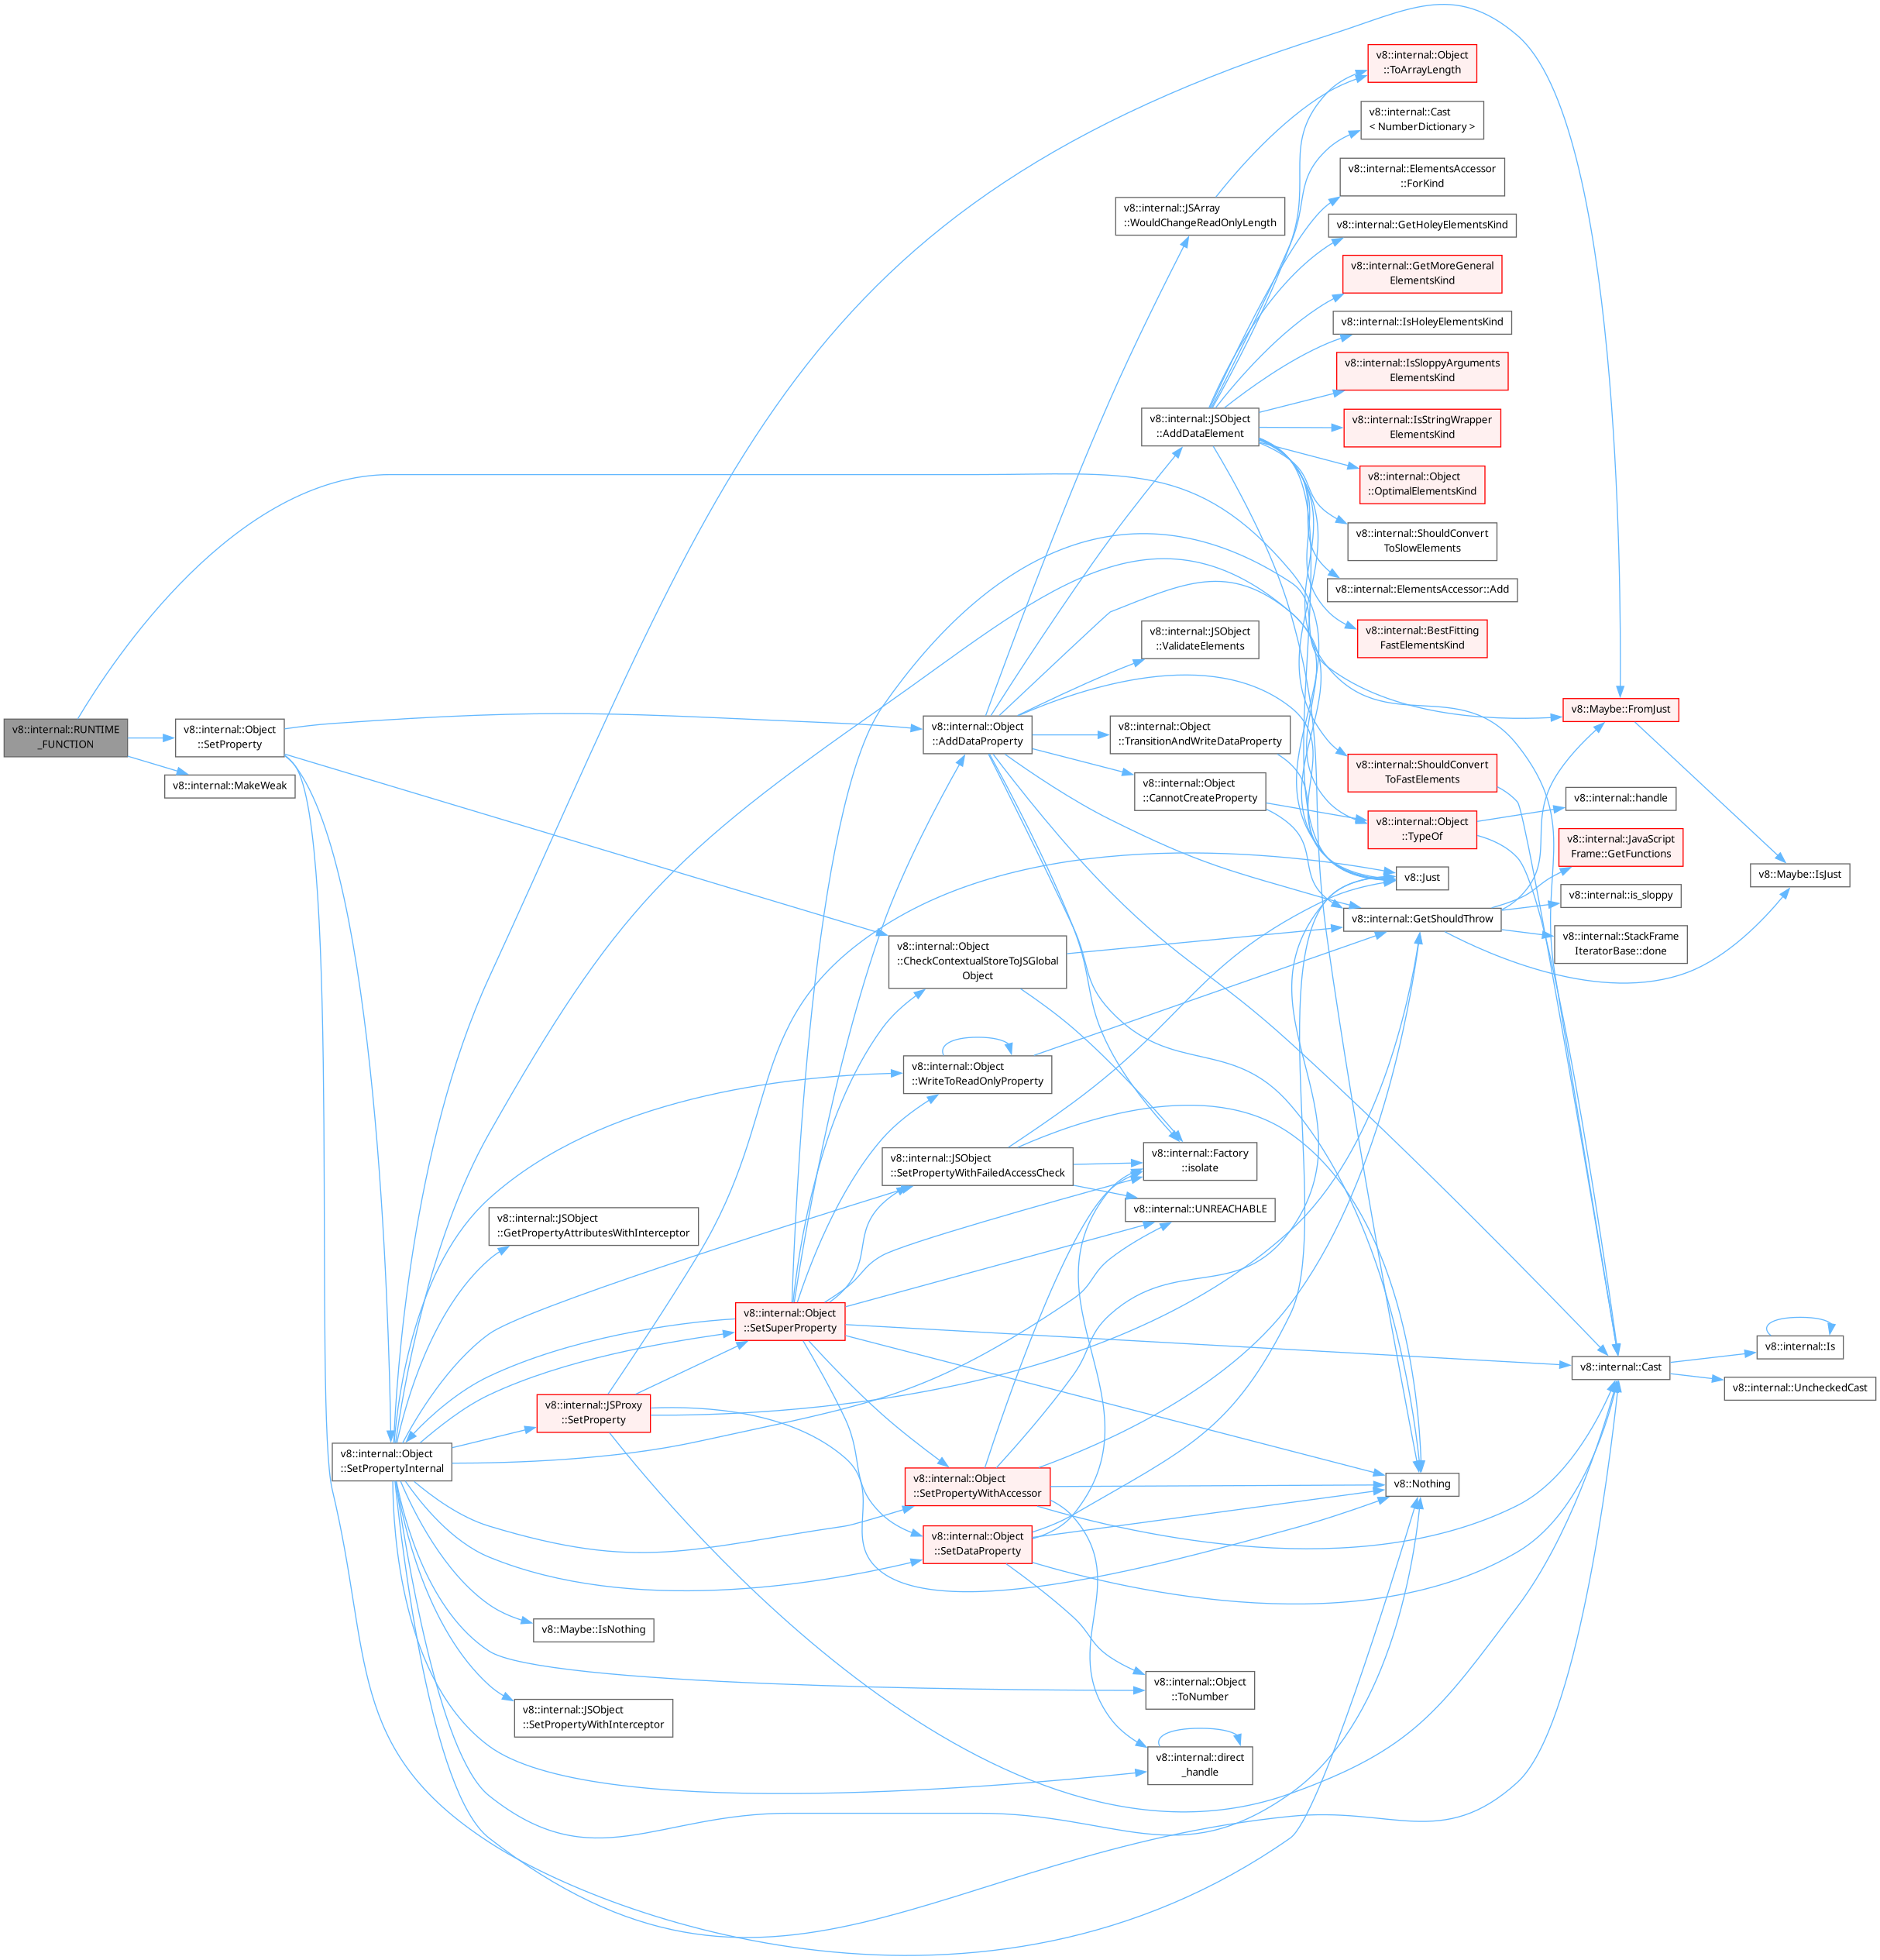 v8::internal::RUNTIME
_FUNCTION
v8::internal::Object
::SetProperty
v8::internal::MakeWeak
v8::internal::Object
::SetPropertyInternal
v8::internal::JSObject
::GetPropertyAttributesWithInterceptor
v8::internal::JSProxy
::SetProperty
v8::Maybe::IsNothing
v8::internal::JSObject
::SetPropertyWithInterceptor
v8::internal::Object
::SetSuperProperty
v8::internal::Object
::AddDataProperty
v8::internal::Object
::CheckContextualStoreToJSGlobal
Object
v8::internal::Object
::WriteToReadOnlyProperty
v8::internal::JSObject
::SetPropertyWithFailedAccessCheck
v8::internal::Object
::SetPropertyWithAccessor
v8::internal::Object
::SetDataProperty
v8::internal::JSArray
::WouldChangeReadOnlyLength
v8::internal::JSObject
::AddDataElement
v8::internal::JSObject
::ValidateElements
v8::internal::Object
::TransitionAndWriteDataProperty
v8::internal::Object
::CannotCreateProperty
v8::internal::Factory
::isolate
v8::internal::UNREACHABLE
v8::internal::Object
::ToNumber
v8::internal::direct
_handle
v8::internal::Object
::ToArrayLength
v8::internal::Cast
< NumberDictionary >
v8::internal::ElementsAccessor
::ForKind
v8::internal::GetHoleyElementsKind
v8::internal::GetMoreGeneral
ElementsKind
v8::internal::IsHoleyElementsKind
v8::internal::IsSloppyArguments
ElementsKind
v8::internal::IsStringWrapper
ElementsKind
v8::internal::Object
::OptimalElementsKind
v8::internal::ShouldConvert
ToSlowElements
v8::internal::ElementsAccessor::Add
v8::internal::BestFitting
FastElementsKind
v8::internal::ShouldConvert
ToFastElements
v8::internal::Object
::TypeOf
v8::Just
v8::internal::GetShouldThrow
v8::Nothing
v8::Maybe::FromJust
v8::internal::handle
v8::internal::JavaScript
Frame::GetFunctions
v8::internal::is_sloppy
v8::internal::StackFrame
IteratorBase::done
v8::internal::Cast
v8::Maybe::IsJust
v8::internal::Is
v8::internal::UncheckedCast